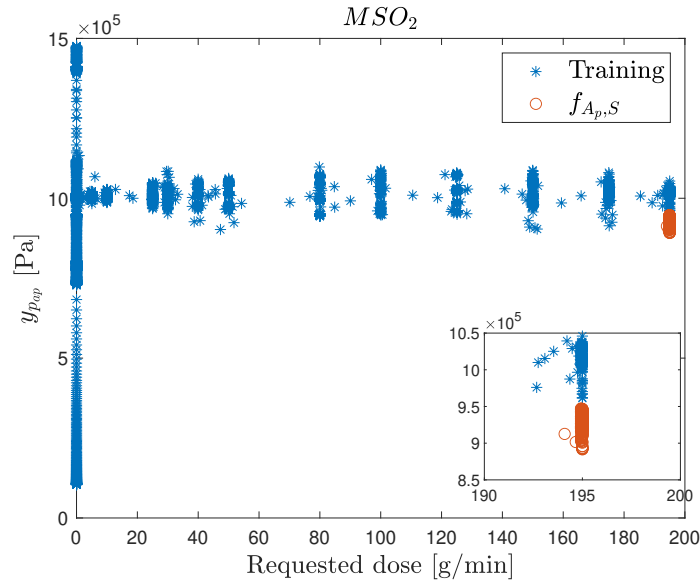 MSO₂
×10⁵
15
10
5
0
y_{p_{ap}} [Pa]
0 20 40 60 80 100 120 140 160 180 200
Requested dose [g/min]
Training
f_{A_p,S}
×10⁵
10.5
10
9.5
9
8.5
190 195 200